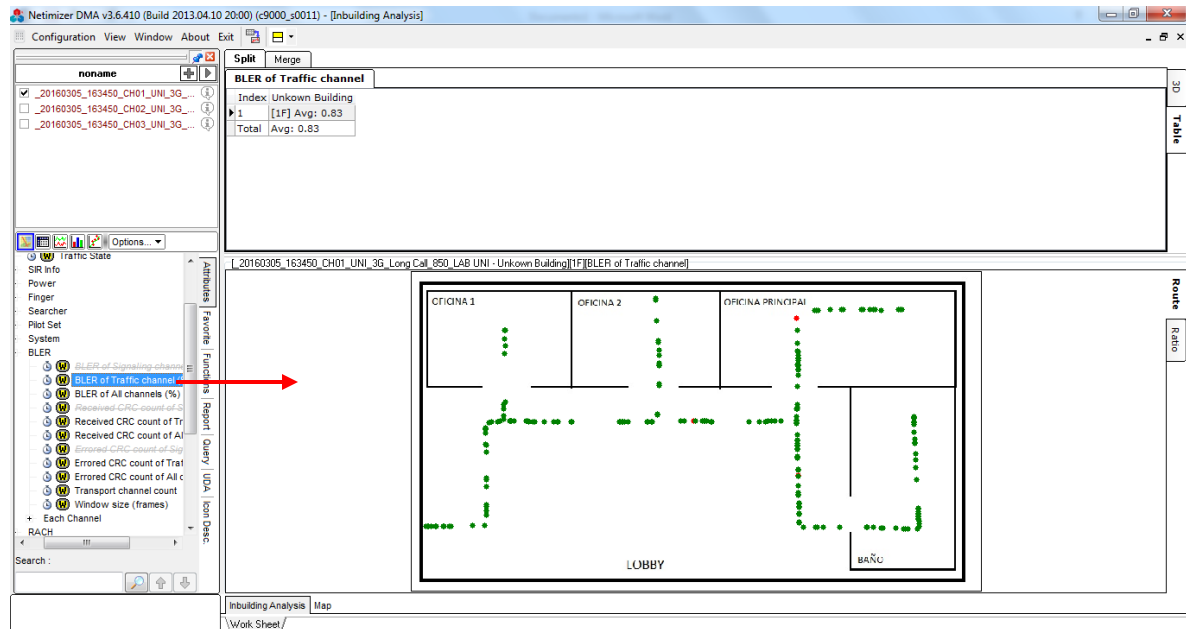 Netimizer DMA v3.6.410 (Build 2013.04.10 20:00) (c9000_s0011) - [Inbuilding Analysis]
Configuration View Window About Exit
noname
_20160305_163450_CH01_UNI_3G_...
_20160305_163450_CH02_UNI_3G_...
_20160305_163450_CH03_UNI_3G_...
Options...
Traffic State
SIR Info
Power
Finger
Searcher
Pilot Set
System
BLER
BLER of Signaling channe
BLER of Traffic channel
BLER of All channels (%)
Received CRC count of S
Received CRC count of Tr
Received CRC count of Al
Errored CRC count of Sig
Errored CRC count of Traf
Errored CRC count of All c
Transport channel count
Window size (frames)
+ Each Channel
RACH
Search :
Attributes
Favorite
Functions
Report
Query
UDA
Icon Desc.
Split Merge
BLER of Traffic channel
Index Unkown Building
1 [1F] Avg: 0.83
Total Avg: 0.83
3D
Table
[_20160305_163450_CH01_UNI_3G_Long Call_850_LAB UNI - Unkown Building][1F][BLER of Traffic channel]
OFICINA 1
OFICINA 2
OFICINA PRINCIPAL
LOBBY
BAÑO
Route
Ratio
Inbuilding Analysis Map
Work Sheet